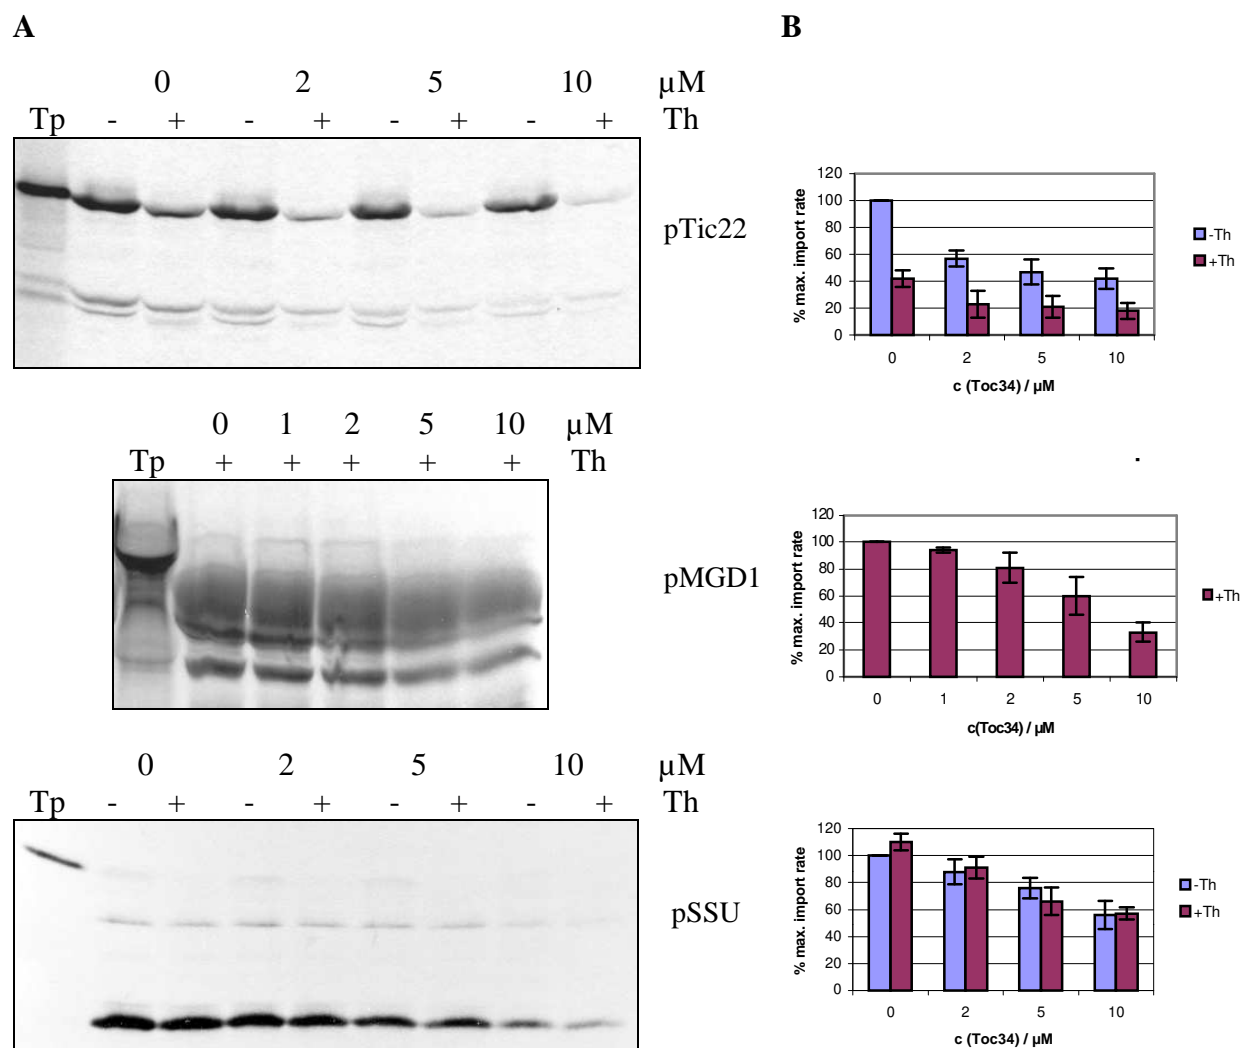 A
B
0 2 5 10 µM
Tp - + - + - + - + Th
pTic22
120
100
80
60
40
20
0
% max. import rate
0 2 5 10
c (Toc34) / µM
-Th
+Th
0 1 2 5 10 µM
Tp + + + + + Th
pMGD1
120
100
80
60
40
20
0
% max. import rate
0 1 2 5 10
c(Toc34) / µM
+Th
0 2 5 10 µM
Tp - + - + - + - + Th
pSSU
120
100
80
60
40
20
0
% max. import rate
0 2 5 10
c (Toc34) / µM
-Th
+Th